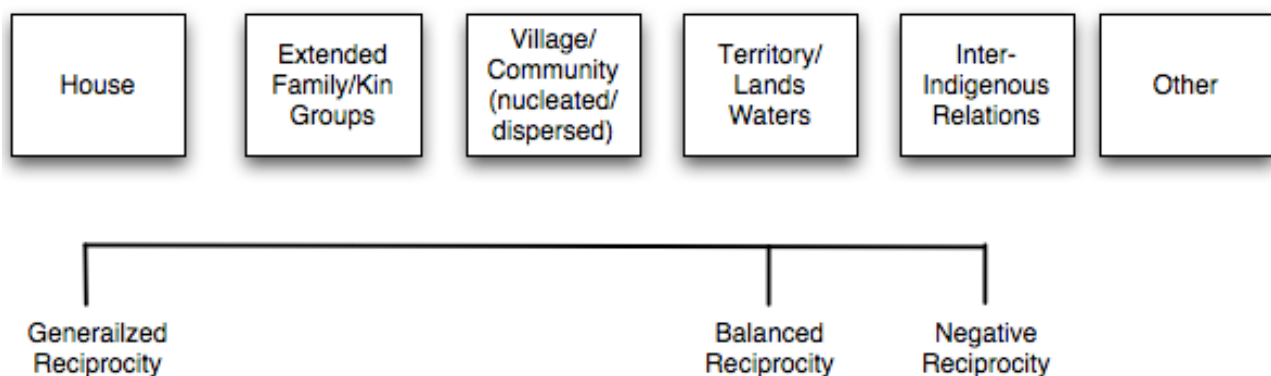 House
Extended
Family/Kin
Groups
Village/
Community
(nucleated/
dispersed)
Territory/
Lands
Waters
Inter-
Indigenous
Relations
Other
Generailzed
Reciprocity
Balanced
Reciprocity
Negative
Reciprocity